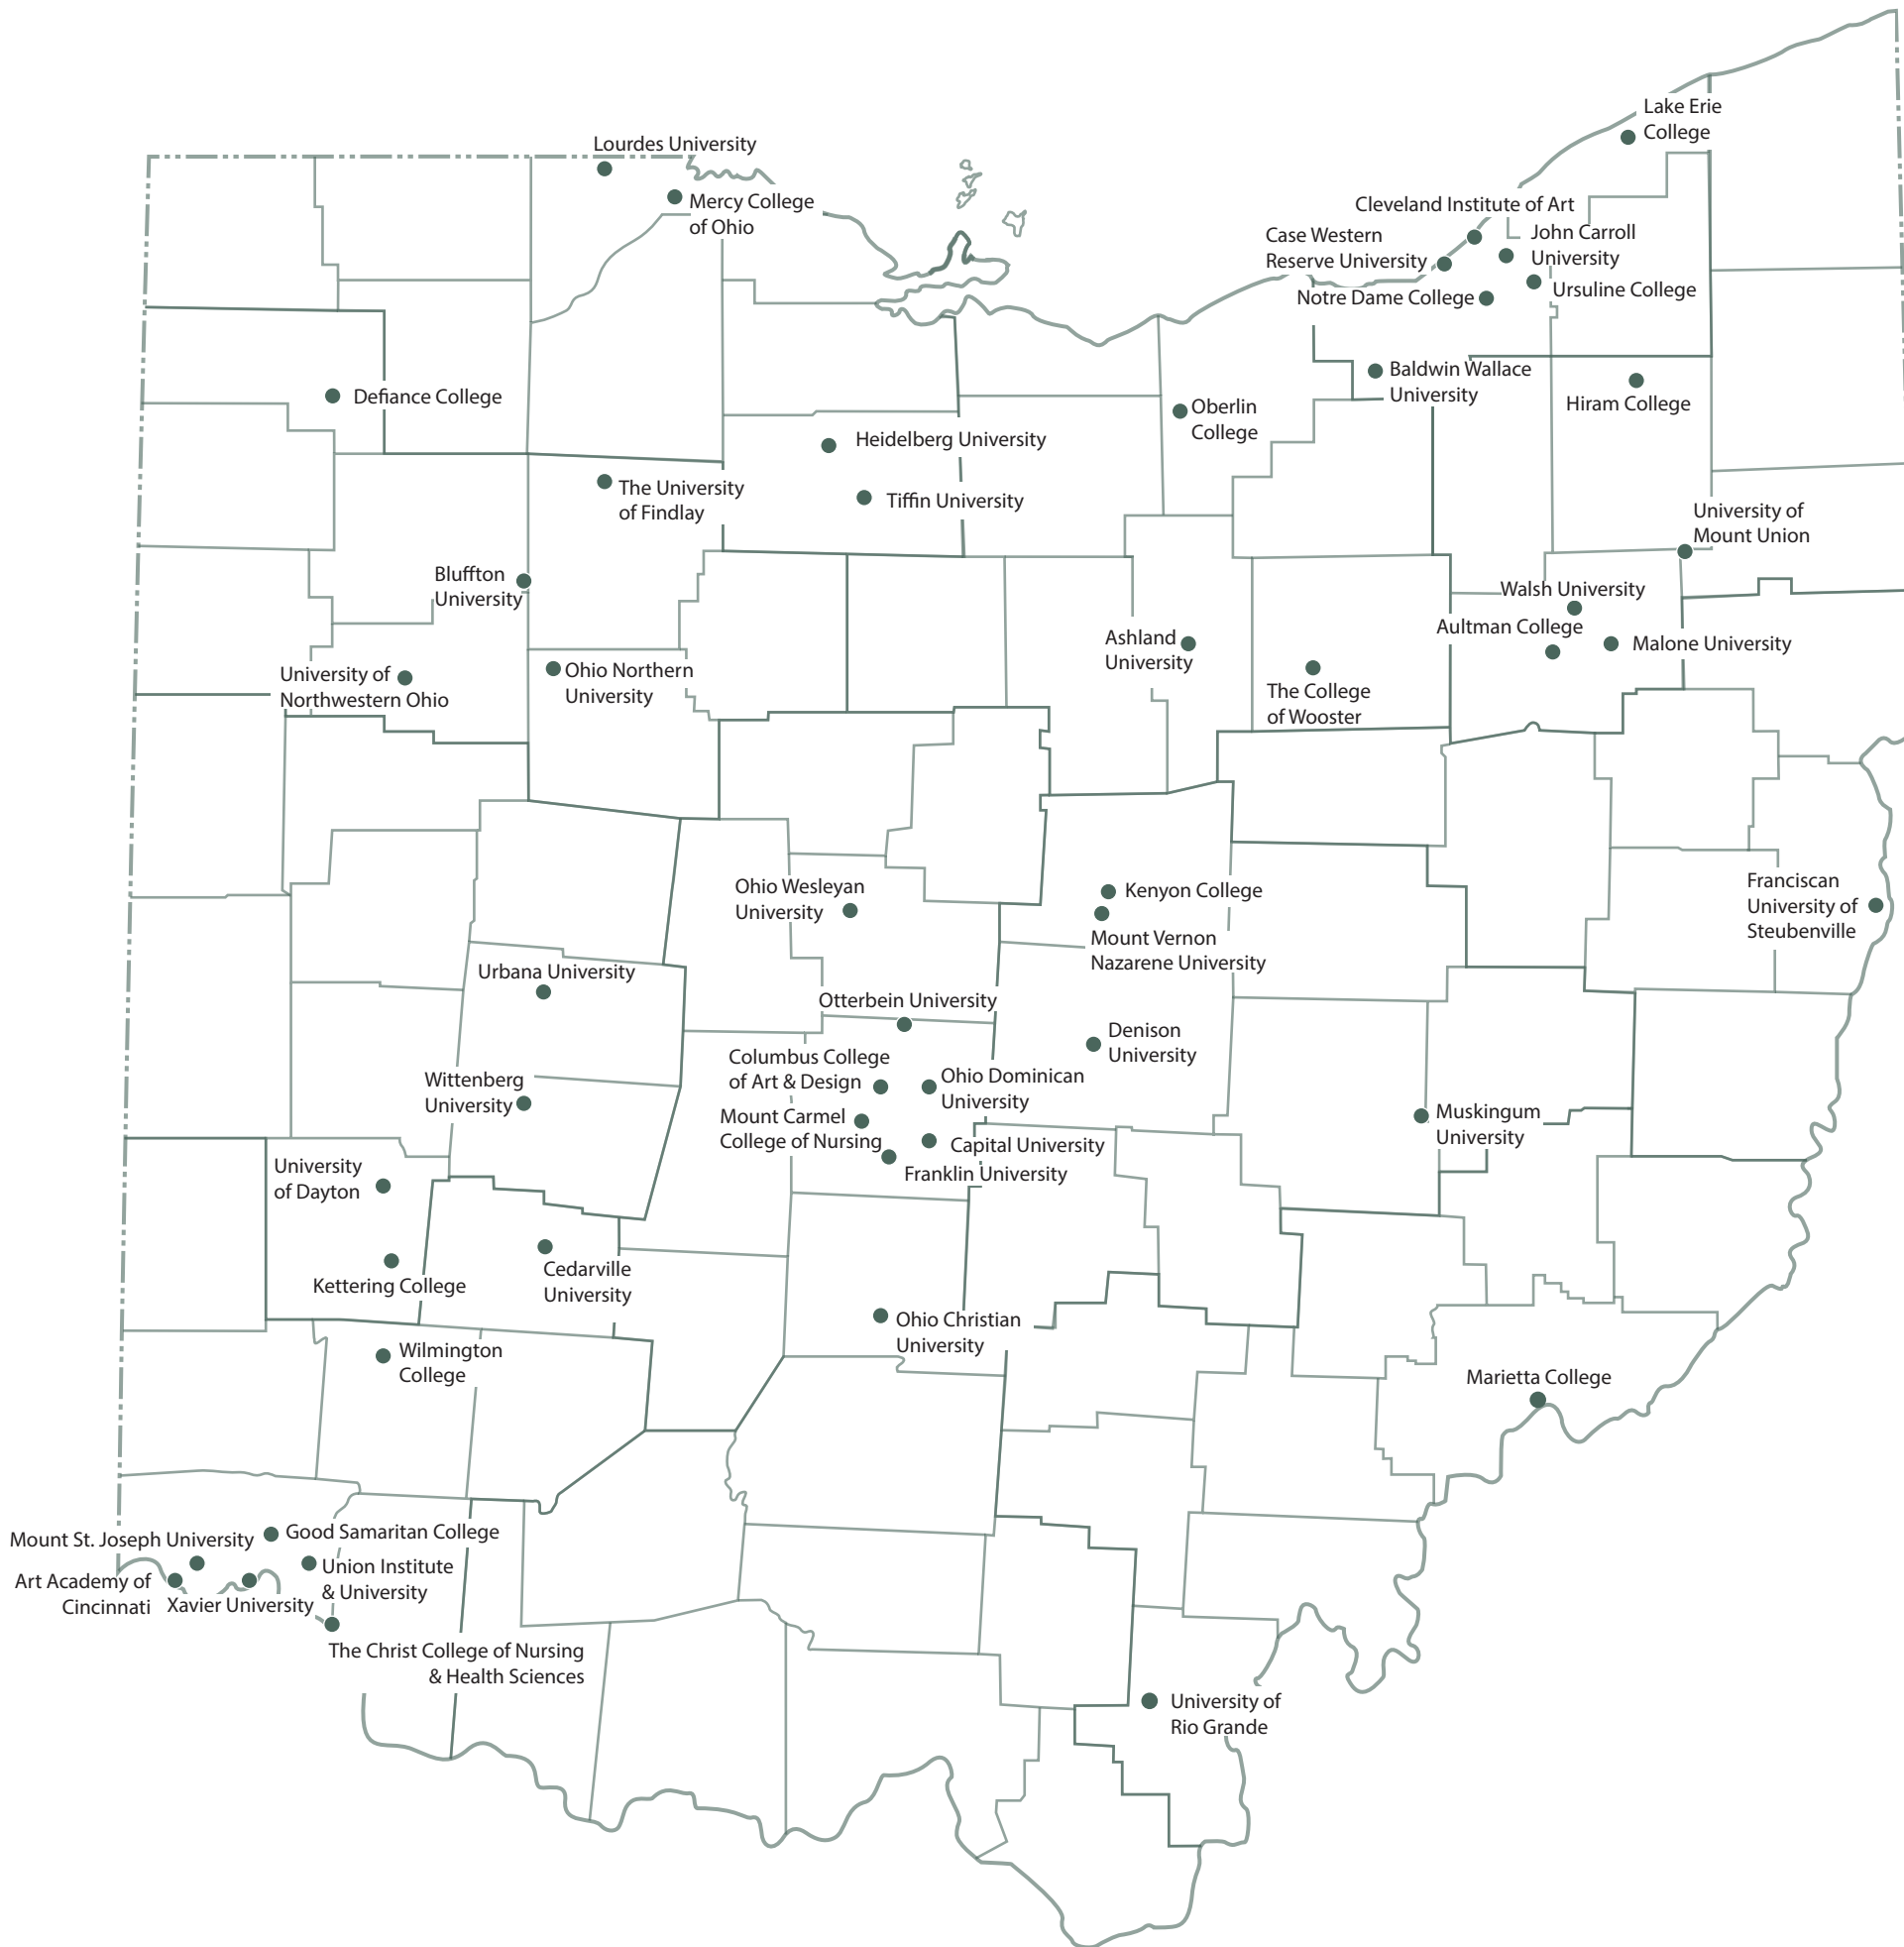 Lake Erie
College
Lourdes University
Mercy College
of Ohio
Cleveland Institute of Art
Case Western
Reserve University
John Carroll
University
Notre Dame College
Ursuline College
Baldwin Wallace
University
Hiram College
Defiance College
Oberlin
College
Heidelberg University
The University
of Findlay
Tiffin University
University of
Mount Union
Bluffton
University
Walsh University
Aultman College
Malone University
Ashland
University
University of
Northwestern Ohio
Ohio Northern
University
The College
of Wooster
Ohio Wesleyan
University
Kenyon College
Mount Vernon
Nazarene University
Franciscan
University of
Steubenville
Urbana University
Otterbein University
Denison
University
Columbus College
of Art & Design
Ohio Dominican
University
Wittenberg
University
Mount Carmel
College of Nursing
Capital University
Franklin University
Muskingum
University
University
of Dayton
Kettering College
Cedarville
University
Ohio Christian
University
Wilmington
College
Marietta College
Mount St. Joseph University
Good Samaritan College
Art Academy of
Cincinnati
Xavier University
Union Institute
& University
The Christ College of Nursing
& Health Sciences
University of
Rio Grande